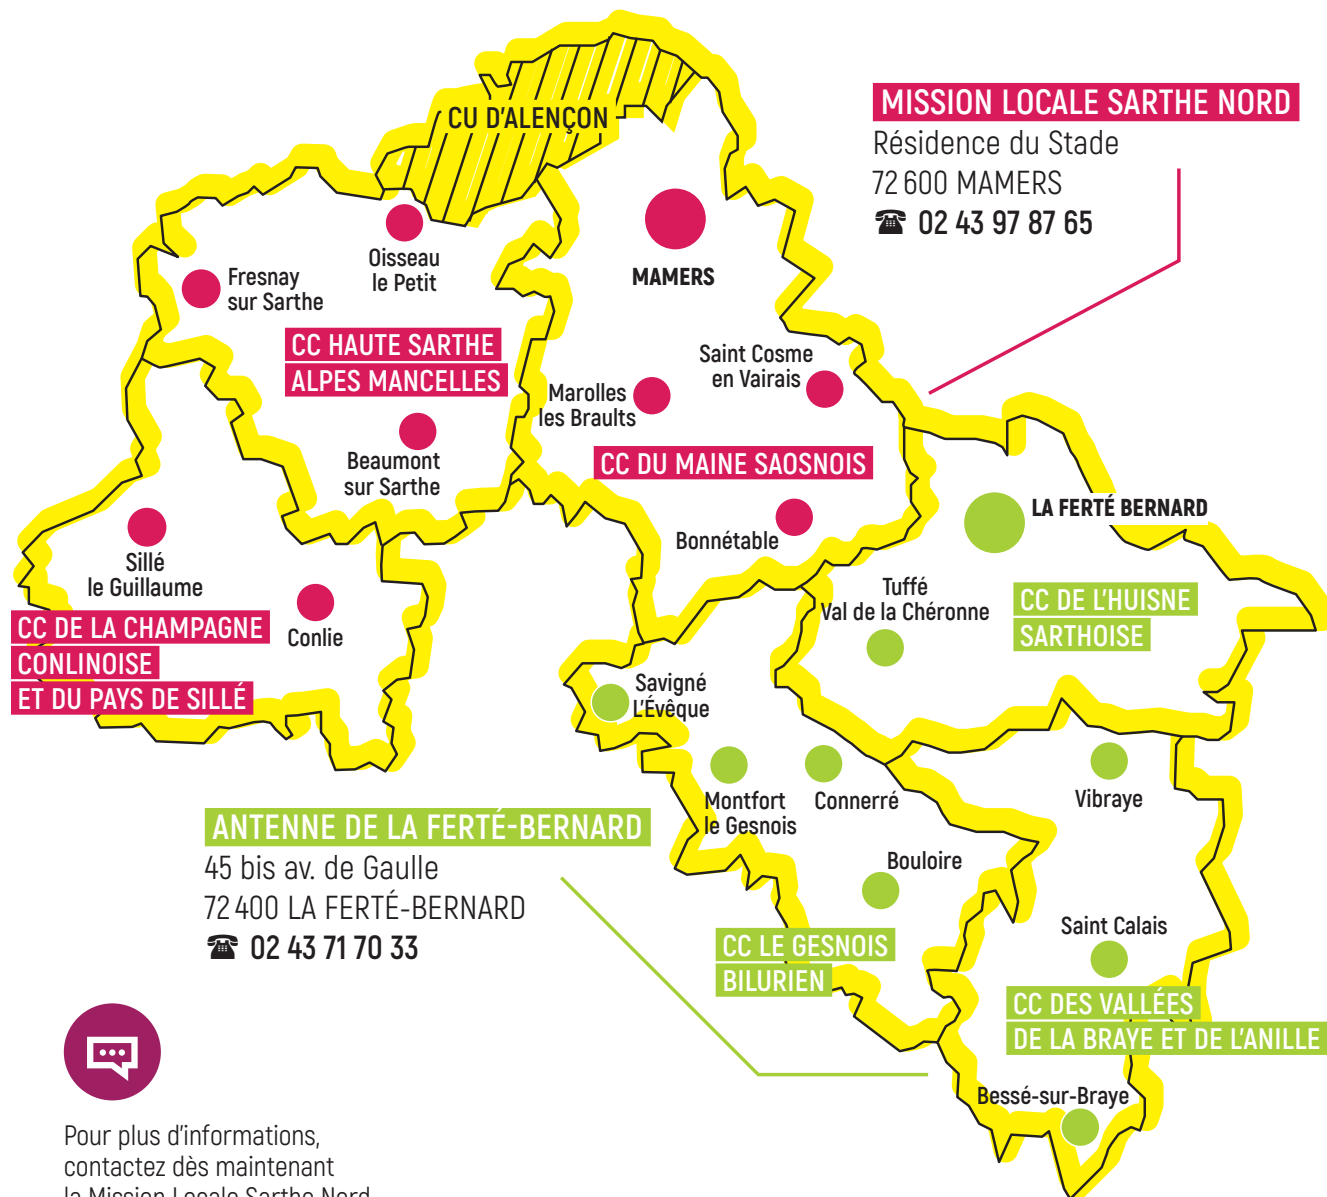 CU D'ALENÇON
MISSION LOCALE SARTHE NORD
Résidence du Stade
72 600 MAMERS
☎ 02 43 97 87 65
Oisseau
le Petit
Fresnay
sur Sarthe
MAMERS
CC HAUTE SARTHE
ALPES MANCELLES
Saint Cosme
en Vairais
Marolles
les Braults
Beaumont
sur Sarthe
CC DU MAINE SAOSNOIS
LA FERTÉ BERNARD
Bonnétable
Sillé
le Guillaume
Tuffé
Val de la Chéronne
CC DE L'HUISNE
SARTHOISE
CC DE LA CHAMPAGNE
CONLINOISE
ET DU PAYS DE SILLÉ
Conlie
Savigné
L'Évêque
Montfort
le Gesnois
Connerré
Vibraye
ANTENNE DE LA FERTÉ-BERNARD
45 bis av. de Gaulle
72 400 LA FERTÉ-BERNARD
☎ 02 43 71 70 33
Bouloire
Saint Calais
CC LE GESNOIS
BILURIEN
CC DES VALLÉES
DE LA BRAYE ET DE L'ANILLE
Bessé-sur-Braye
Pour plus d'informations,
contactez dès maintenant
la Mission Locale Sarthe Nord